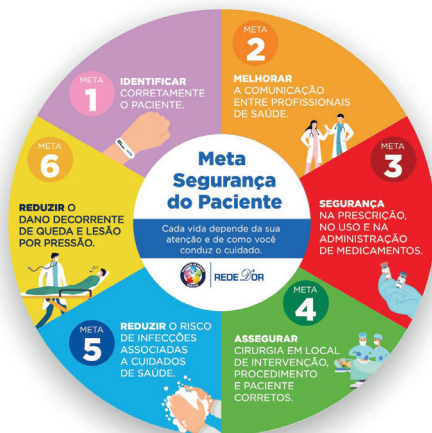 META
1
IDENTIFICAR
CORRETAMENTE
O PACIENTE.
META
2
MELHORAR
A COMUNICAÇÃO
ENTRE PROFISSIONAIS
DE SAÚDE.
META
3
SEGURANÇA
NA PRESCRIÇÃO,
NO USO E NA
ADMINISTRAÇÃO
DE MEDICAMENTOS.
META
4
ASSEGURAR
CIRURGIA EM LOCAL
DE INTERVENÇÃO,
PROCEDIMENTO
E PACIENTE
CORRETOS.
META
5
REDUZIR O RISCO
DE INFECÇÕES
ASSOCIADAS
A CUIDADOS
DE SAÚDE.
META
6
REDUZIR O
DANO DECORRENTE
DE QUEDA E LESÃO
POR PRESSÃO.
Meta
Segurança
do Paciente
Cada vida depende da sua
atenção e de como você
conduz o cuidado.
REDE D'OR